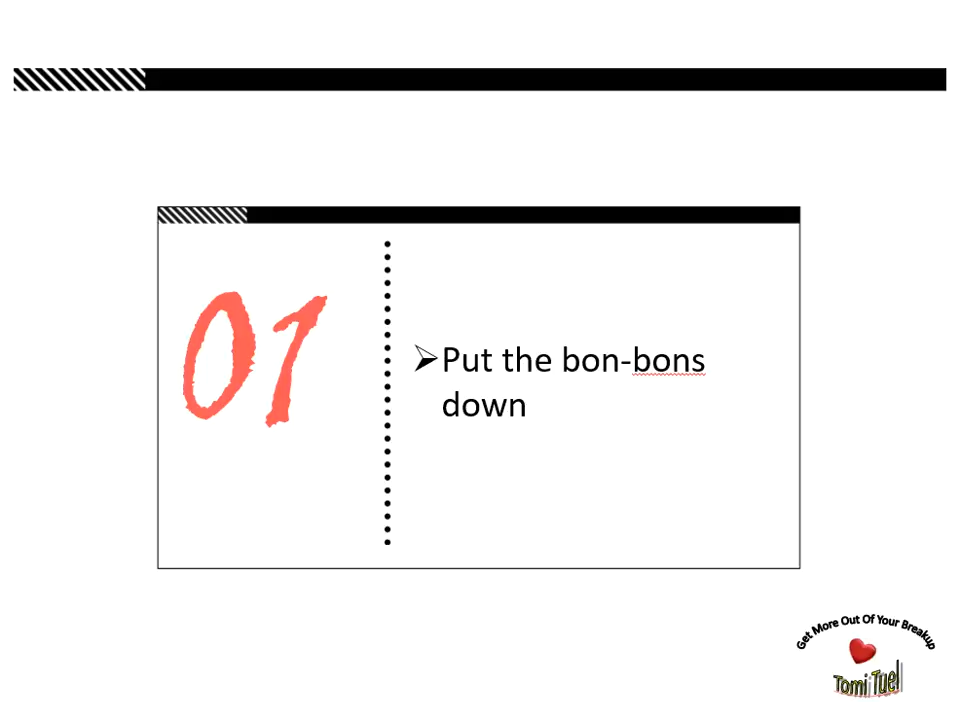 01
➢Put the bon-bons
down
Get More Out Of Your Breakup
Tomi Tuel